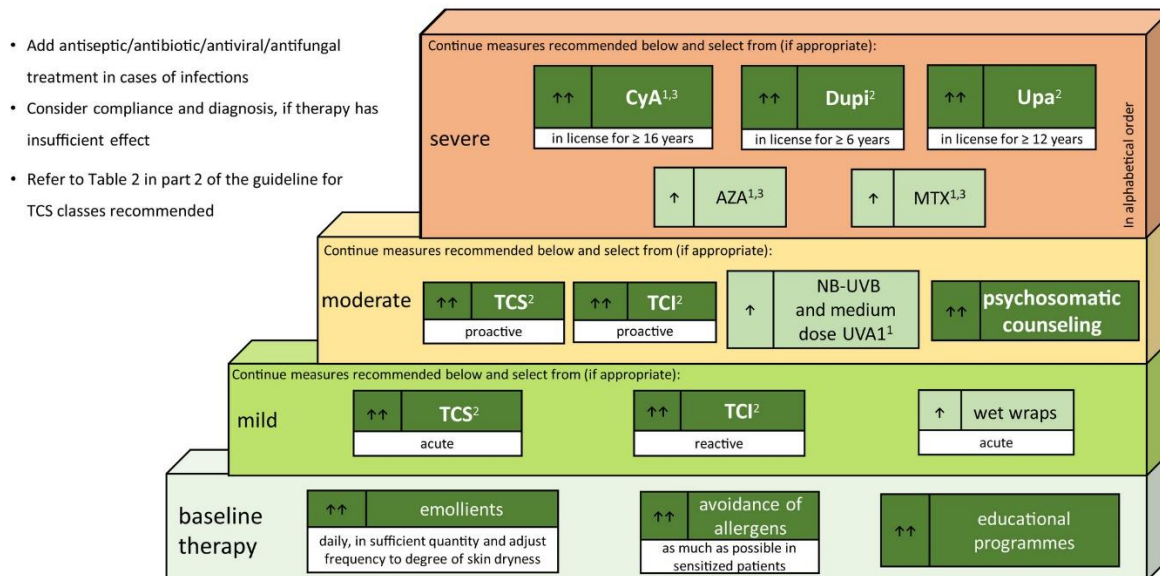 • Add antiseptic/antibiotic/antiviral/antifungal
treatment in cases of infections
• Consider compliance and diagnosis, if therapy has
insufficient effect
• Refer to Table 2 in part 2 of the guideline for
TCS classes recommended
Continue measures recommended below and select from (if appropriate):
severe
↑↑ CyA1,3
in license for ≥ 16 years
↑↑ Dupi2
in license for ≥ 6 years
↑↑ Upa2
in license for ≥ 12 years
↑ AZA1,3
↑ MTX1,3
In alphabetical order
Continue measures recommended below and select from (if appropriate):
moderate
↑↑ TCS2
proactive
↑↑ TCI2
proactive
↑ NB-UVB
and medium
dose UVA11
↑↑ psychosomatic
counseling
Continue measures recommended below and select from (if appropriate):
mild
↑↑ TCS2
acute
↑↑ TCI2
reactive
↑ wet wraps
acute
baseline
therapy
↑↑ emollients
daily, in sufficient quantity and adjust
frequency to degree of skin dryness
↑↑ avoidance of
allergens
as much as possible in
sensitized patients
↑↑ educational
programmes